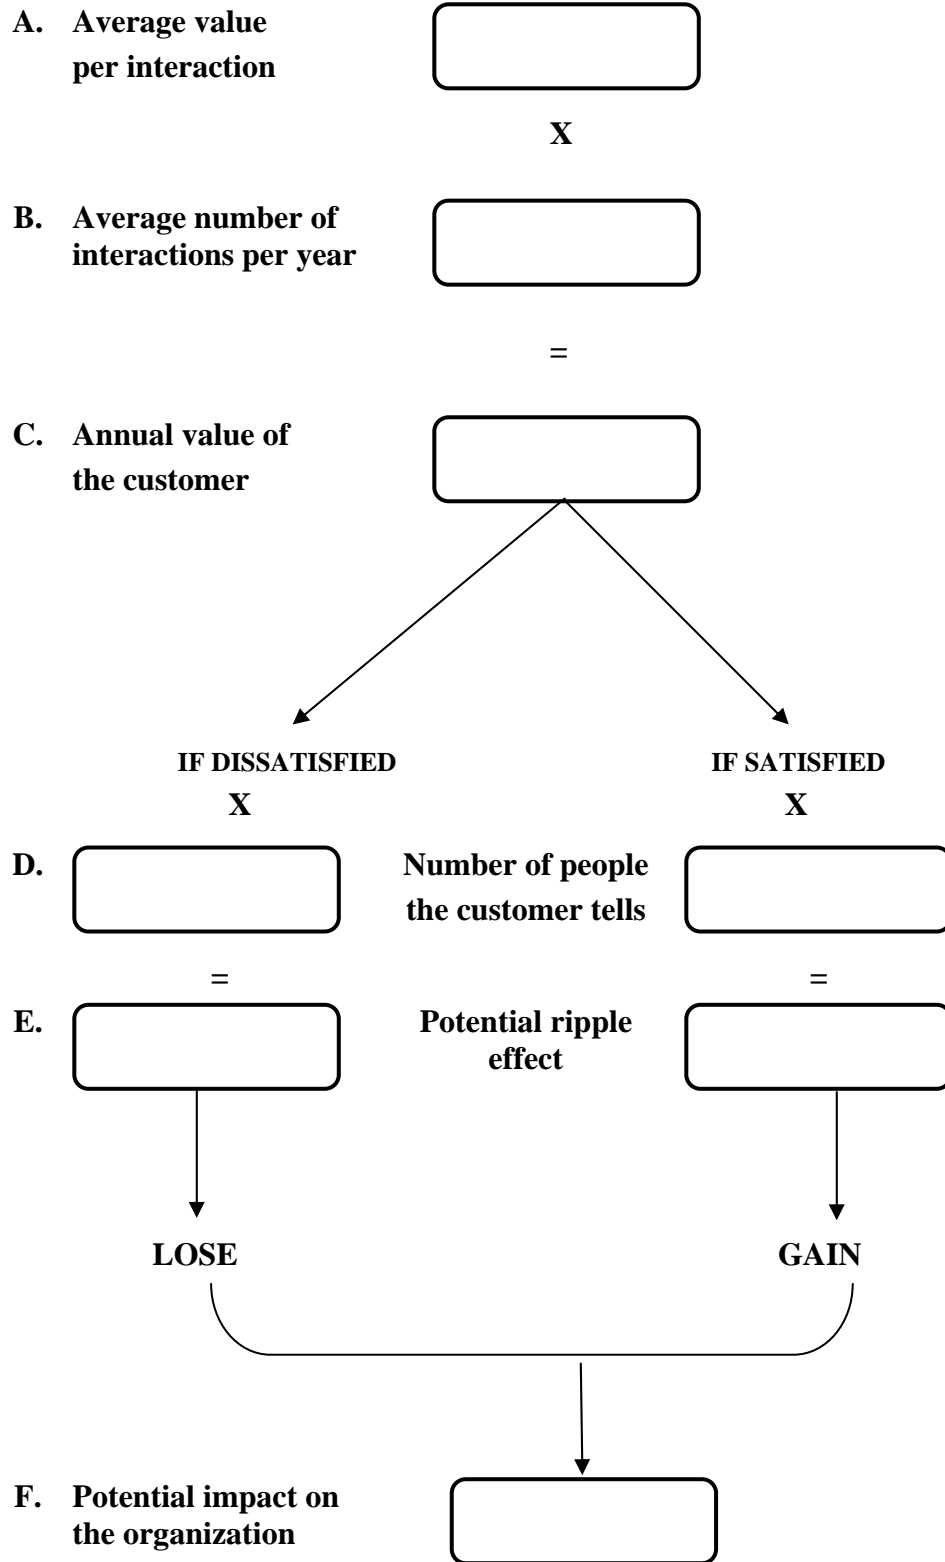 A. Average value
per interaction
X
B. Average number of
interactions per year
=
C. Annual value of
the customer
IF DISSATISFIED
IF SATISFIED
X
X
D.
Number of people
the customer tells
=
=
E.
Potential ripple
effect
LOSE
GAIN
F. Potential impact on
the organization